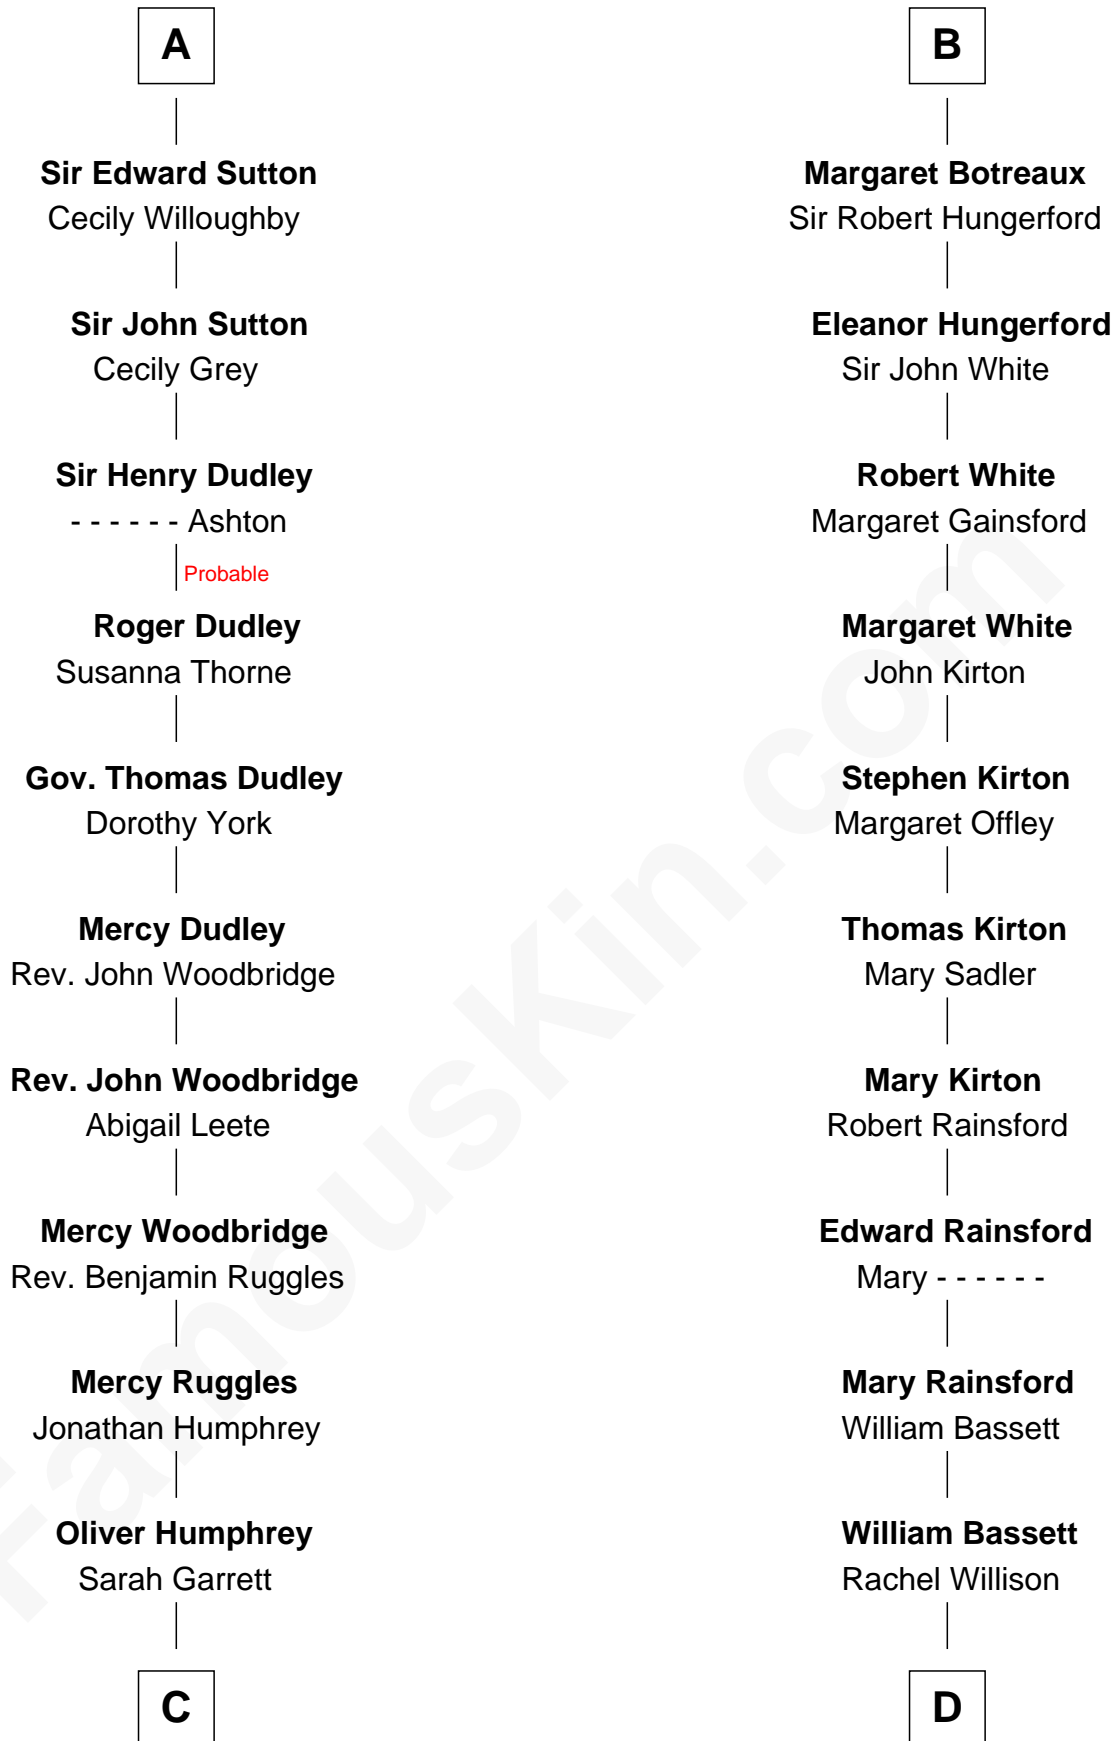 A
Sir Edward Sutton
Cecily Willoughby
Sir John Sutton
Cecily Grey
Sir Henry Dudley
- - - - - - Ashton
Probable
Roger Dudley
Susanna Thorne
Gov. Thomas Dudley
Dorothy York
Mercy Dudley
Rev. John Woodbridge
Rev. John Woodbridge
Abigail Leete
Mercy Woodbridge
Rev. Benjamin Ruggles
Mercy Ruggles
Jonathan Humphrey
Oliver Humphrey
Sarah Garrett
C
B
Margaret Botreaux
Sir Robert Hungerford
Eleanor Hungerford
Sir John White
Robert White
Margaret Gainsford
Margaret White
John Kirton
Stephen Kirton
Margaret Offley
Thomas Kirton
Mary Sadler
Mary Kirton
Robert Rainsford
Edward Rainsford
Mary - - - - - -
Mary Rainsford
William Bassett
William Bassett
Rachel Willison
D
FamousKin.com